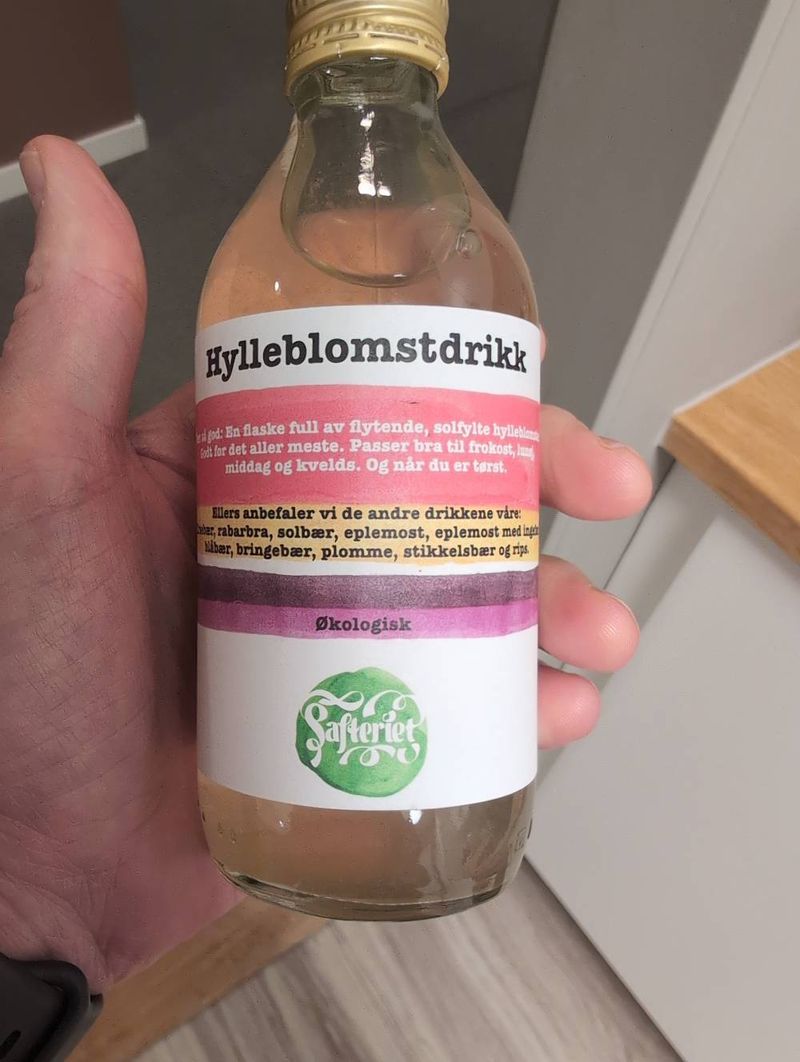 Hylleblomstdrikk
så god: En flaske full av flytende, solfylte
Godt for det aller meste. Passer bra til frokost,
middag og kvelds. Og når du er tørst.
Ellers anbefaler vi de andre drikkene våre:
rabarbra, solbær, eplemost, eplemost med
blåbær, bringebær, plomme, stikkelsbær og rips.
Økologisk
Safteriet